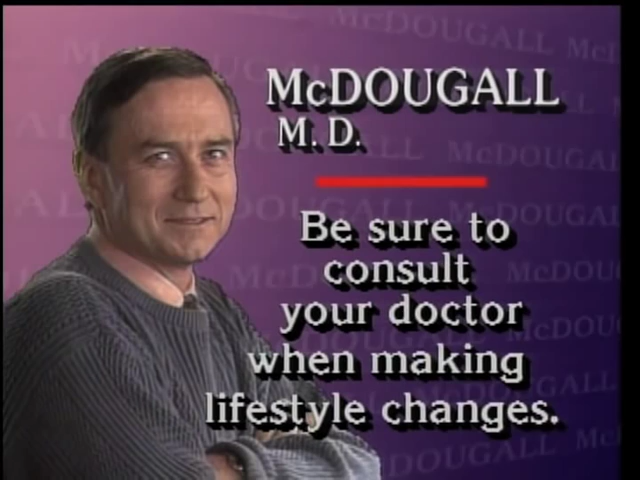 McDOUGALL
M.D.
Be sure to
consult
your doctor
when making
lifestyle changes.